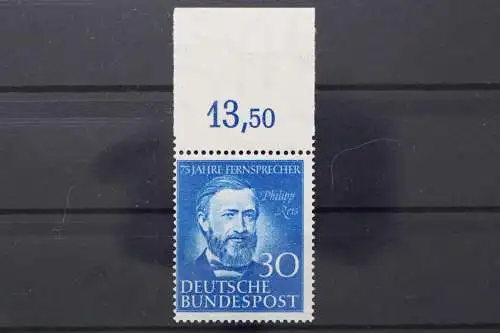 13,50
75 JAHRE FERNSPRECHER
Philipp
Reis
30
DEUTSCHE
BUNDESPOST